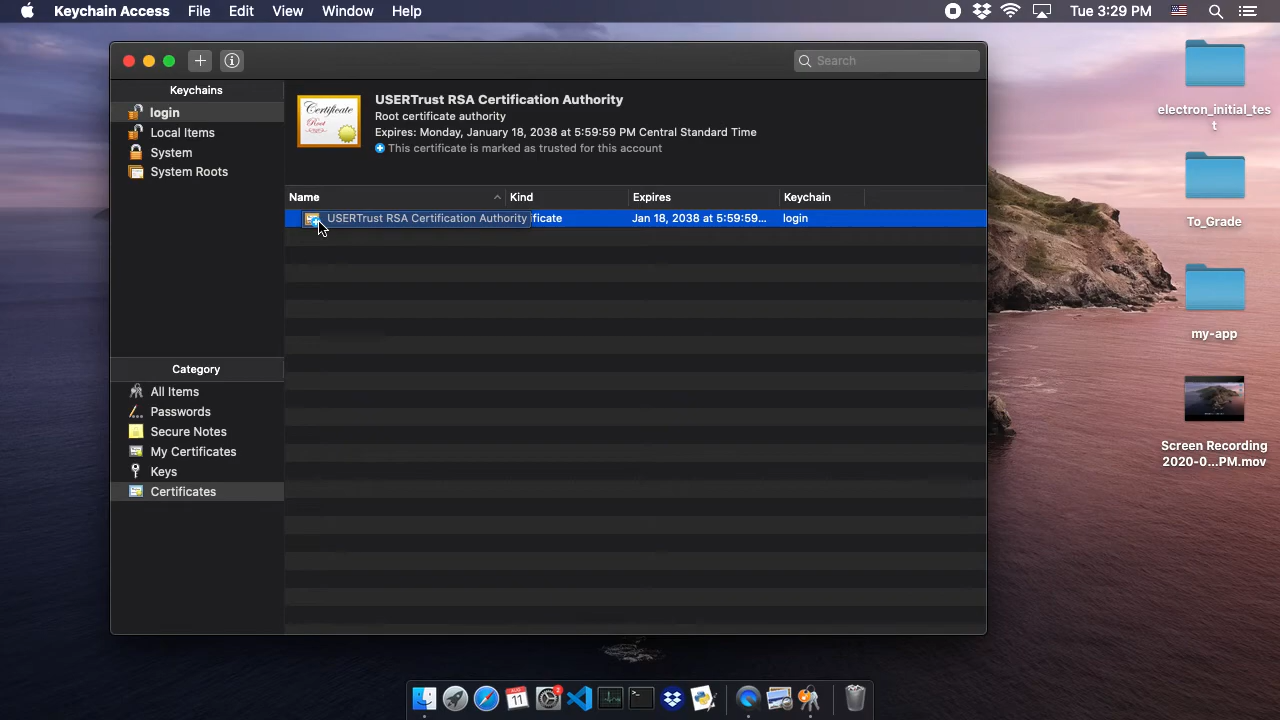 Keychain Access File Edit View Window Help
Tue 3:29 PM
Search
Keychains
login
Local Items
System
System Roots
Category
All Items
Passwords
Secure Notes
My Certificates
Keys
Certificates
Certificate
Root
USERTrust RSA Certification Authority
Root certificate authority
Expires: Monday, January 18, 2038 at 5:59:59 PM Central Standard Time
This certificate is marked as trusted for this account
Name Kind Expires Keychain
USERTrust RSA Certification Authority ficate Jan 18, 2038 at 5:59:59... login
electron_initial_tes
t
To_Grade
my-app
Screen Recording
2020-0...PM.mov
AUG
11